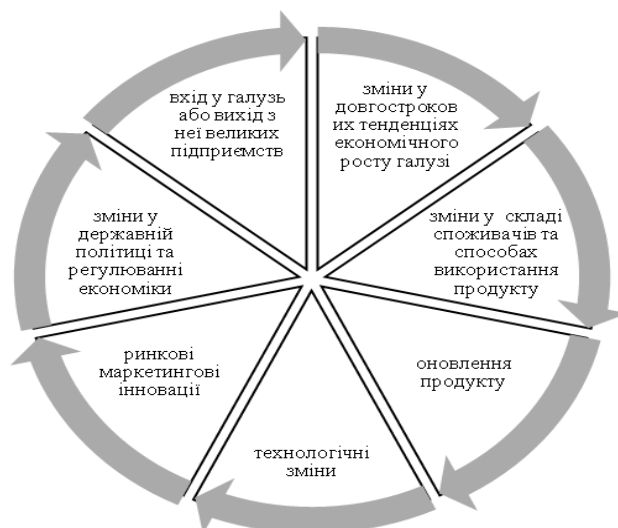 зміни у
довгостроков
их тенденціях
економічного
росту галузі
зміни у складі
споживачів та
способах
використання
продукту
оновлення
продукту
технологічні
зміни
ринкові
маркетингові
інновації
зміни у
державній
політиці та
регулюванні
економіки
вхід у галузь
або вихід з
неї великих
підприємств